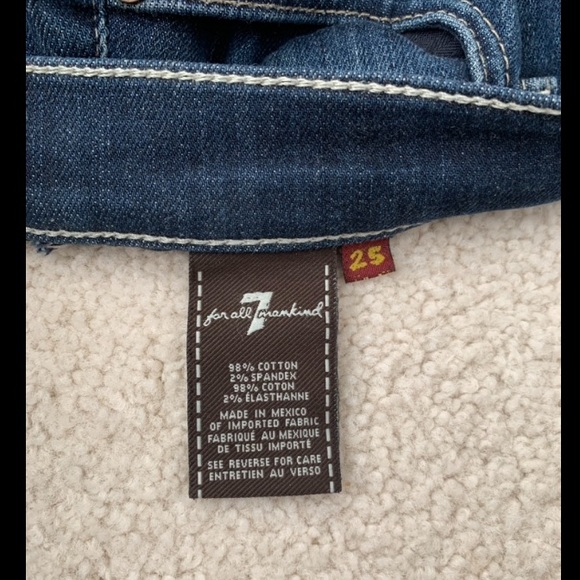 25
for all 7 mankind
98% COTTON
2% SPANDEX
98% COTON
2% ÉLASTHANNE
MADE IN MEXICO
OF IMPORTED FABRIC
FABRIQUÉ AU MEXIQUE
DE TISSU IMPORTÉ
SEE REVERSE FOR CARE
ENTRETIEN AU VERSO